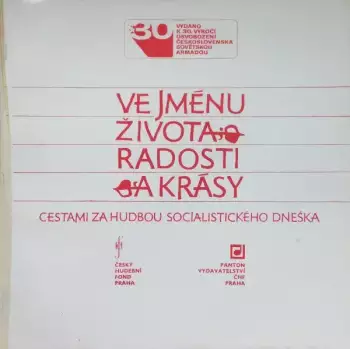 30
VYDÁNO
K 30. VÝROČÍ
OSVOBOZENÍ
ČESKOSLOVENSKA
SOVĚTSKOU
ARMÁDOU
VE JMÉNU
ŽIVOTA
RADOSTI
A KRÁSY
CESTAMI ZA HUDBOU SOCIALISTICKÉHO DNEŠKA
ČESKÝ
HUDEBNÍ
FOND
PRAHA
PANTON
VYDAVATELSTVÍ
ČHF
PRAHA